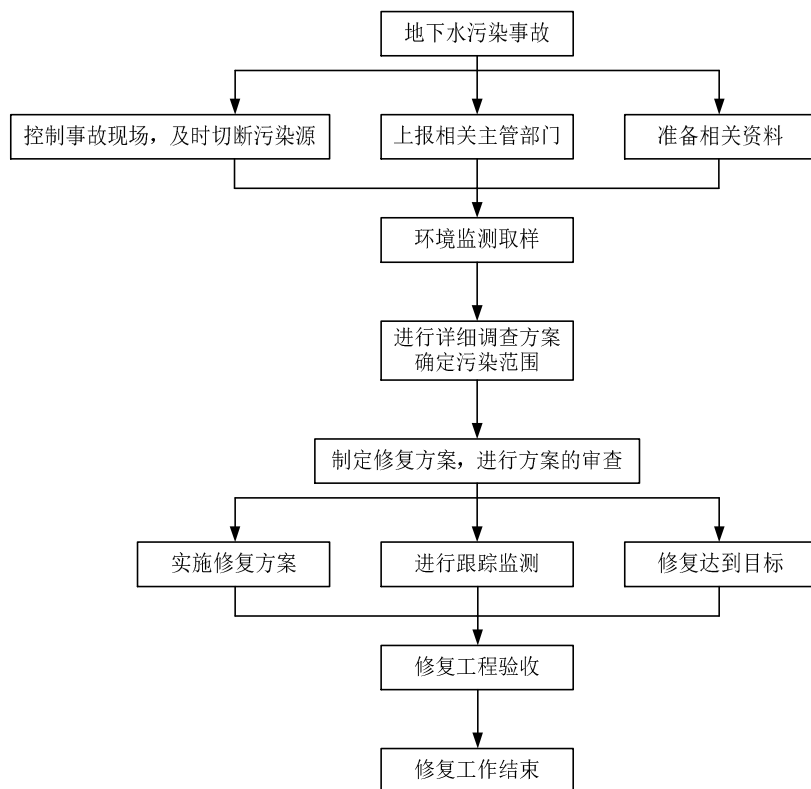 地下水污染事故
控制事故现场，及时切断污染源
上报相关主管部门
准备相关资料
环境监测取样
进行详细调查方案
确定污染范围
制定修复方案，进行方案的审查
实施修复方案
进行跟踪监测
修复达到目标
修复工程验收
修复工作结束